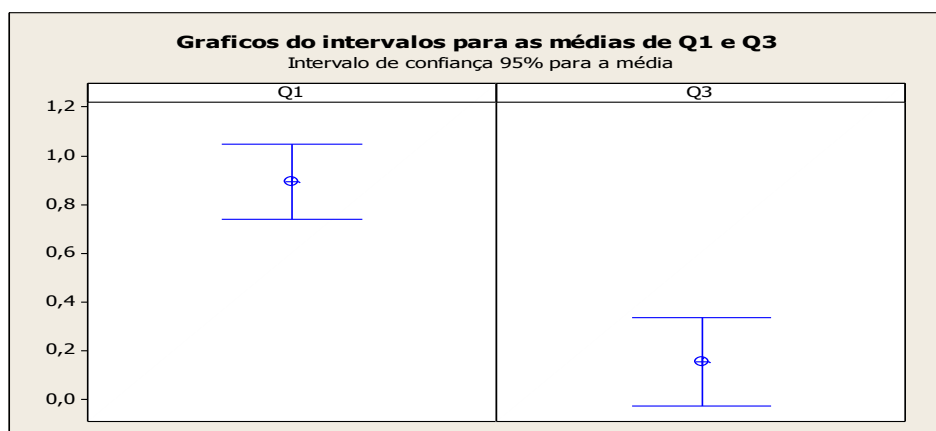 Graficos do intervalos para as médias de Q1 e Q3
Intervalo de confiança 95% para a média
Q1 Q3
1,2
1,0
0,8
0,6
0,4
0,2
0,0